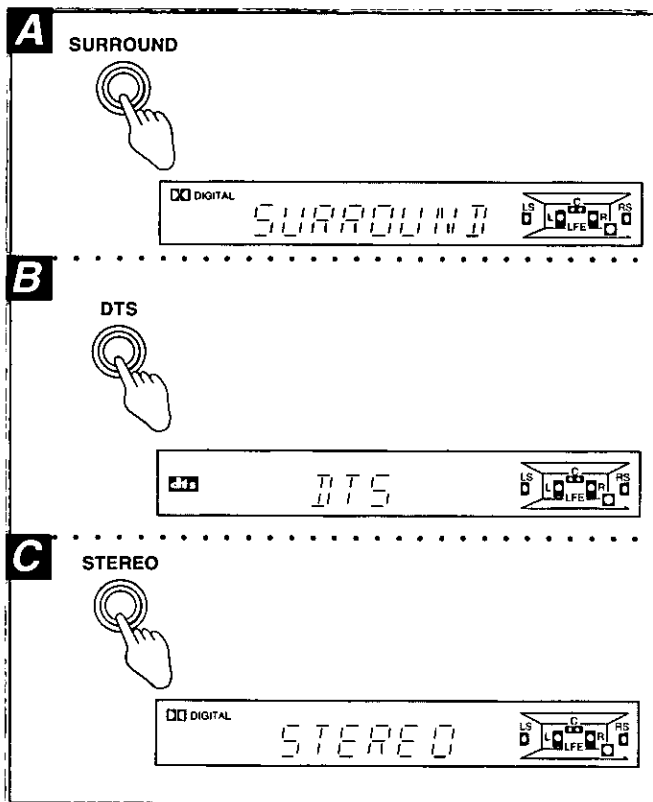 A
SURROUND
DIGITAL
SURROUND
LS C RS
L R
LFE
B
DTS
dts
DTS
LS C RS
L R
LFE
C
STEREO
DIGITAL
STEREO
LS C RS
L R
LFE